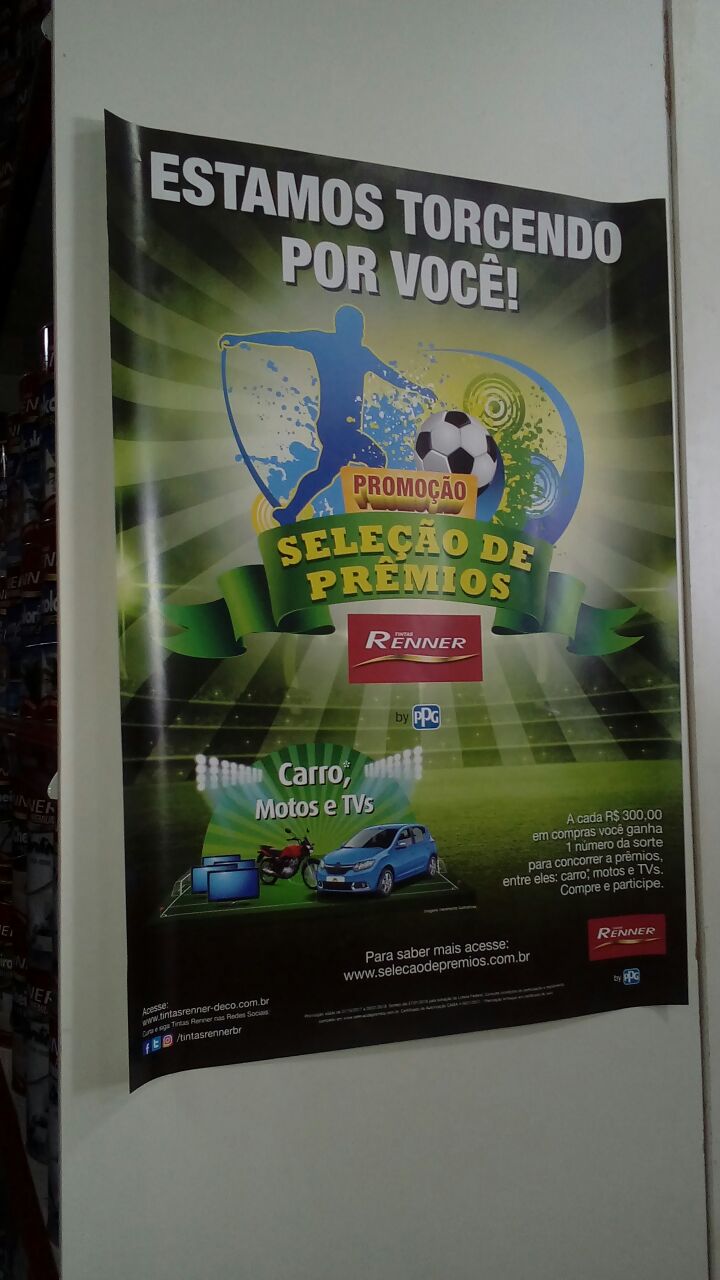 ESTAMOS TORCENDO
POR VOCÊ!
PROMOÇÃO
SELEÇÃO DE
PRÊMIOS
TINTAS
RENNER
by PPG
Carro,*
Motos e TVs
A cada R$ 300,00
em compras você ganha
1 número da sorte
para concorrer a prêmios,
entre eles: carro*, motos e TVs.
Compre e participe.
Para saber mais acesse:
www.selecaodepremios.com.br
RENNER
by PPG
Acesse:
www.tintasrenner-deco.com.br
Curta e siga Tintas Renner nas Redes Sociais:
/tintasrennerbr